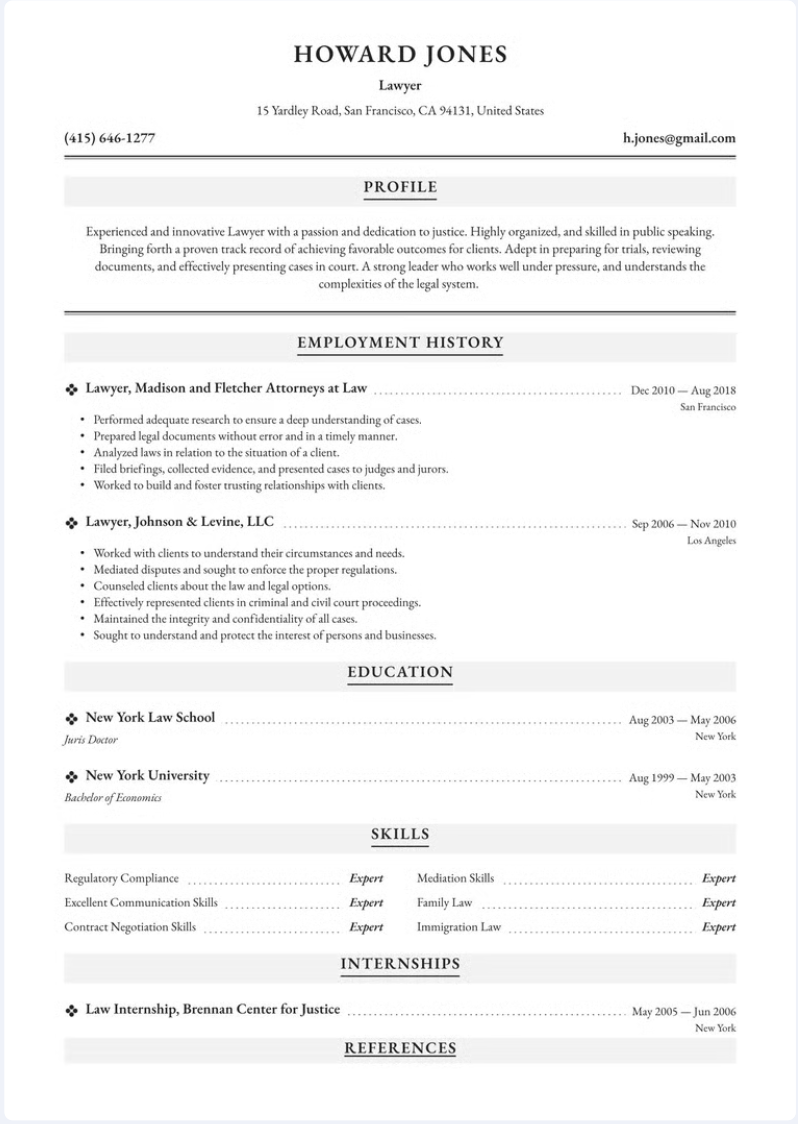 HOWARD JONES
Lawyer
15 Yardley Road, San Francisco, CA 94131, United States
(415) 646-1277 h.jones@gmail.com
PROFILE
Experienced and innovative Lawyer with a passion and dedication to justice. Highly organized, and skilled in public speaking.
Bringing forth a proven track record of achieving favorable outcomes for clients. Adept in preparing for trials, reviewing
documents, and effectively presenting cases in court. A strong leader who works well under pressure, and understands the
complexities of the legal system.
EMPLOYMENT HISTORY
Lawyer, Madison and Fletcher Attorneys at Law Dec 2010 — Aug 2018
San Francisco
• Performed adequate research to ensure a deep understanding of cases.
• Prepared legal documents without error and in a timely manner.
• Analyzed laws in relation to the situation of a client.
• Filed briefings, collected evidence, and presented cases to judges and jurors.
• Worked to build and foster trusting relationships with clients.
Lawyer, Johnson & Levine, LLC Sep 2006 — Nov 2010
Los Angeles
• Worked with clients to understand their circumstances and needs.
• Mediated disputes and sought to enforce the proper regulations.
• Counseled clients about the law and legal options.
• Effectively represented clients in criminal and civil court proceedings.
• Maintained the integrity and confidentiality of all cases.
• Sought to understand and protect the interest of persons and businesses.
EDUCATION
New York Law School Aug 2003 — May 2006
Juris Doctor New York
New York University Aug 1999 — May 2003
Bachelor of Economics New York
SKILLS
Regulatory Compliance Expert Mediation Skills Expert
Excellent Communication Skills Expert Family Law Expert
Contract Negotiation Skills Expert Immigration Law Expert
INTERNSHIPS
Law Internship, Brennan Center for Justice May 2005 — Jun 2006
New York
REFERENCES